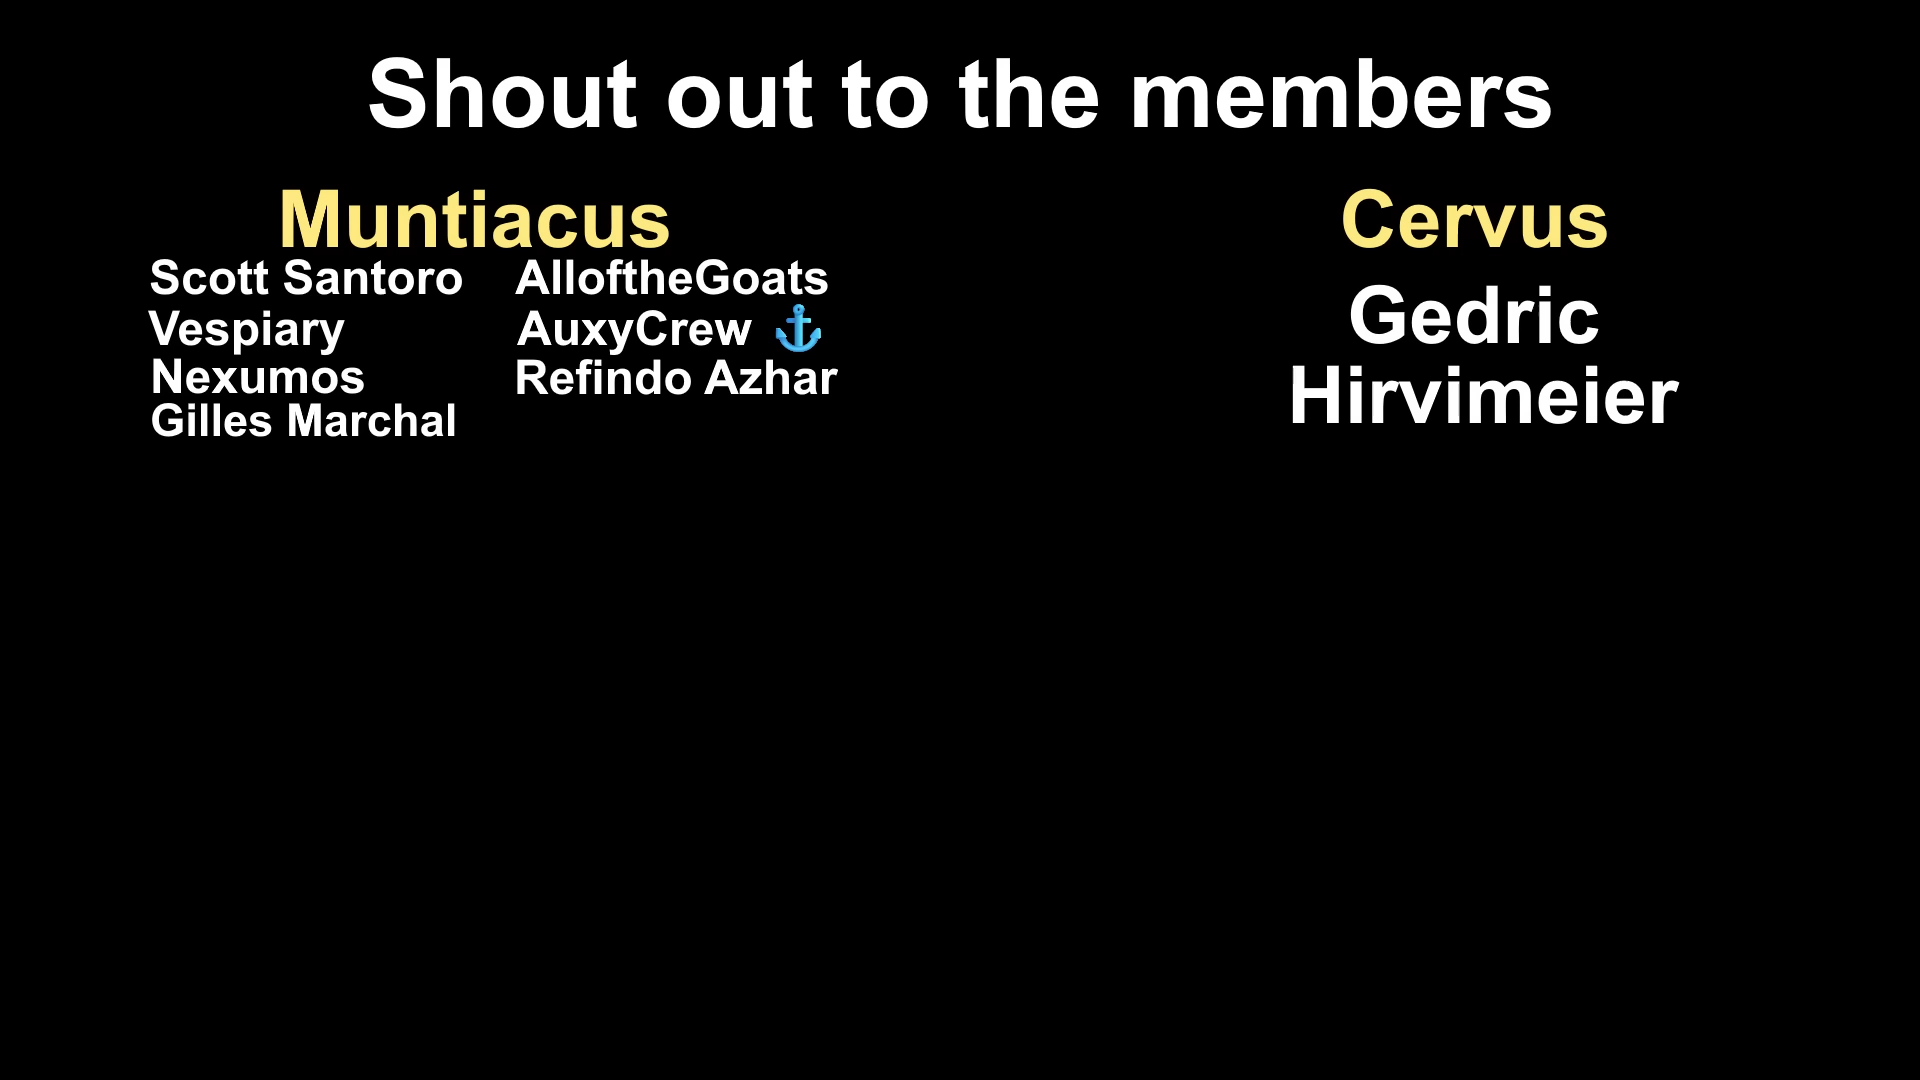 Shout out to the members
Muntiacus
Scott Santoro
Vespiary
Nexumos
Gilles Marchal
AlloftheGoats
AuxyCrew ⚓
Refindo Azhar
Cervus
Gedric
Hirvimeier